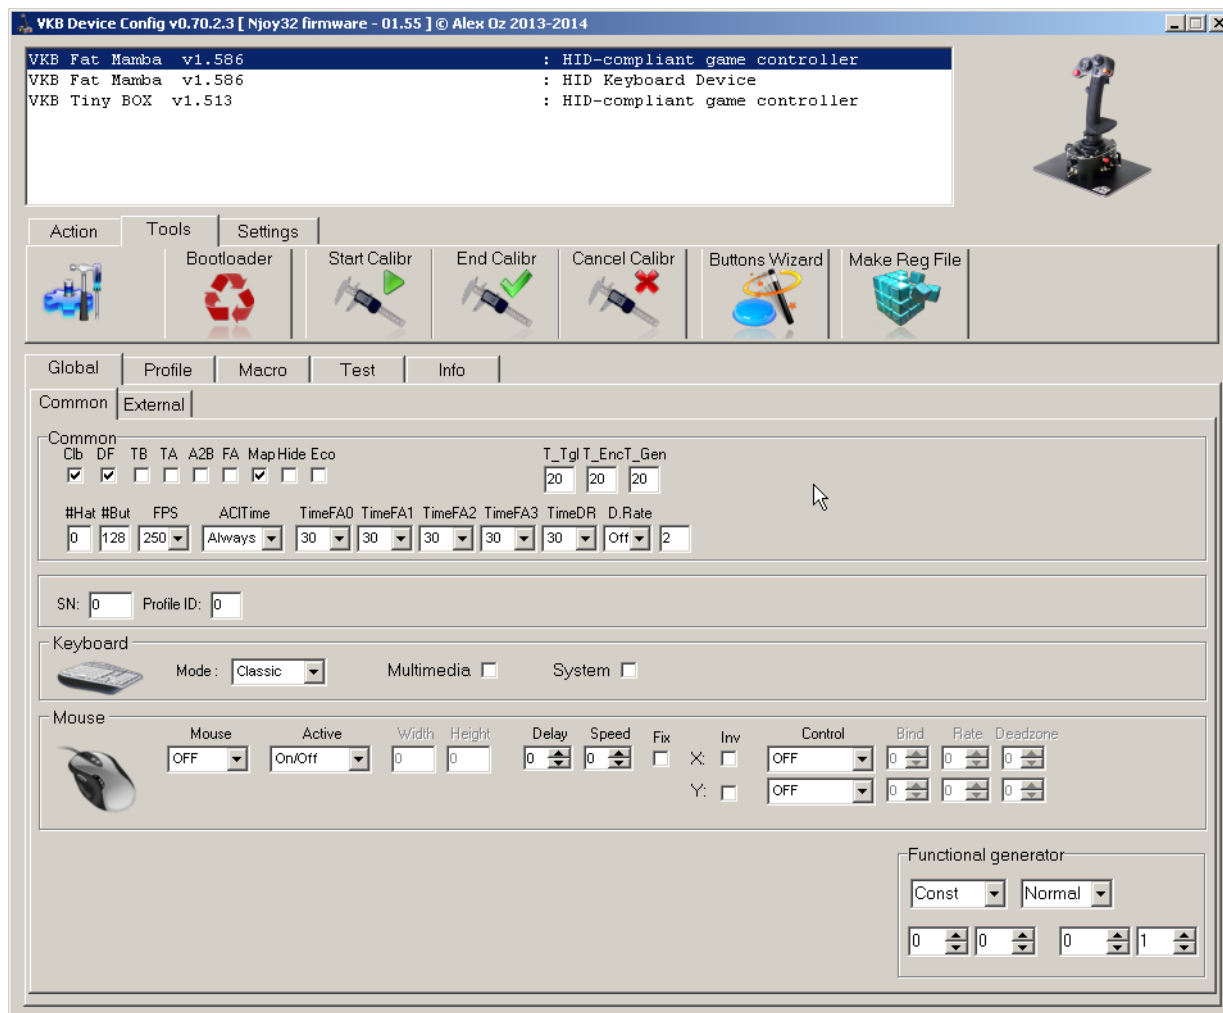 VKB Device Config v0.70.2.3 [ Njoy32 firmware - 01.55 ] © Alex Oz 2013-2014
VKB Fat Mamba v1.586 : HID-compliant game controller
VKB Fat Mamba v1.586 : HID Keyboard Device
VKB Tiny BOX v1.513 : HID-compliant game controller
Action Tools Settings
Bootloader Start Calibr End Calibr Cancel Calibr Buttons Wizard Make Reg File
Global Profile Macro Test Info
Common External
Common
Clb DF TB TA A2B FA Map Hide Eco T_Tgl T_Enc T_Gen
20 20 20
#Hat #But FPS ACITime TimeFA0 TimeFA1 TimeFA2 TimeFA3 TimeDR D.Rate
0 128 250 Always 30 30 30 30 30 Off 2
SN: 0 Profile ID: 0
Keyboard
Mode : Classic Multimedia System
Mouse
Mouse Active Width Height Delay Speed Fix Inv Control Bind Rate Deadzone
OFF On/Off 0 0 0 0 X: OFF 0 0 0
Y: OFF 0 0 0
Functional generator
Const Normal
0 0 0 1